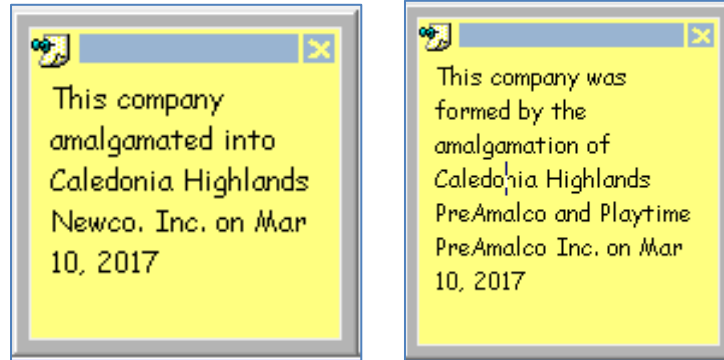 This company
amalgamated into
Caledonia Highlands
Newco. Inc. on Mar
10, 2017
This company was
formed by the
amalgamation of
Caledonia Highlands
PreAmalco and Playtime
PreAmalco Inc. on Mar
10, 2017